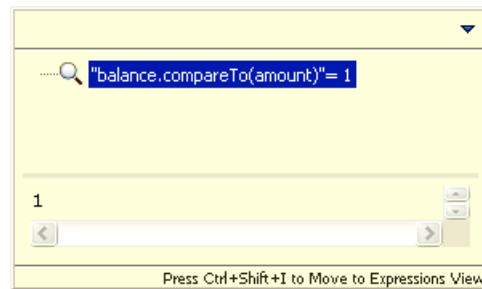 "balance.compareTo(amount)"= 1
1
Press Ctrl+Shift+I to Move to Expressions View